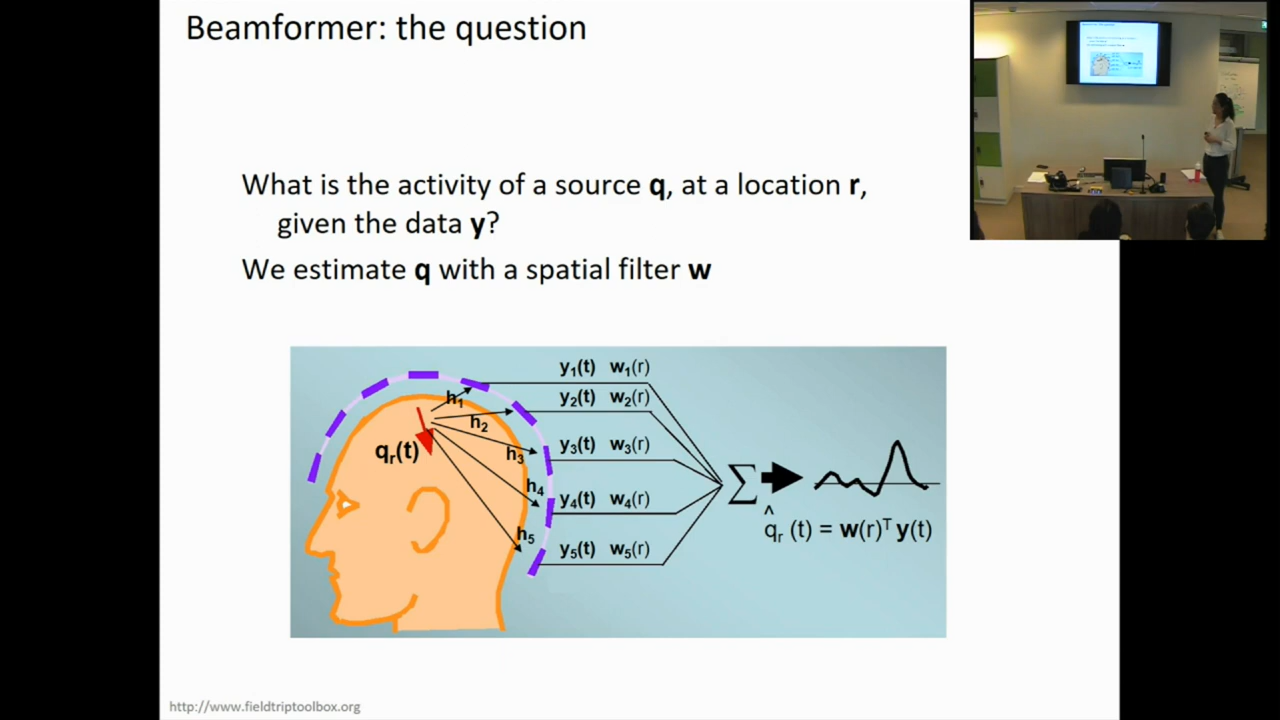 Beamformer: the question
What is the activity of a source q, at a location r,
given the data y?
We estimate q with a spatial filter w
y₁(t) w₁(r)
y₂(t) w₂(r)
y₃(t) w₃(r)
y₄(t) w₄(r)
y₅(t) w₅(r)
h₁
h₂
h₃
h₄
h₅
qᵣ(t)
∑
q̂ᵣ (t) = w(r)ᵀ y(t)
http://www.fieldtriptoolbox.org